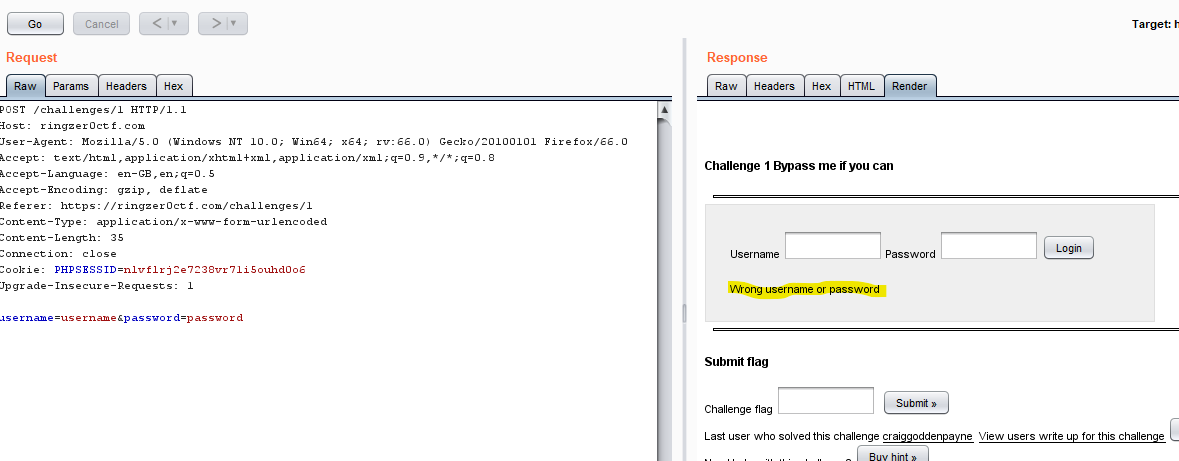 Go Cancel < > Target: h
Request
Raw Params Headers Hex
POST /challenges/1 HTTP/1.1
Host: ringzer0ctf.com
User-Agent: Mozilla/5.0 (Windows NT 10.0; Win64; x64; rv:66.0) Gecko/20100101 Firefox/66.0
Accept: text/html,application/xhtml+xml,application/xml;q=0.9,*/*;q=0.8
Accept-Language: en-GB,en;q=0.5
Accept-Encoding: gzip, deflate
Referer: https://ringzer0ctf.com/challenges/1
Content-Type: application/x-www-form-urlencoded
Content-Length: 35
Connection: close
Cookie: PHPSESSID=
Upgrade-Insecure-Requests: 1
username=username&password=password
Response
Raw Headers Hex HTML Render
Challenge 1 Bypass me if you can
Username Password Login
Wrong username or password
Submit flag
Challenge flag Submit »
Last user who solved this challenge craiggoddenpayne View users write up for this challenge
Buy hint »